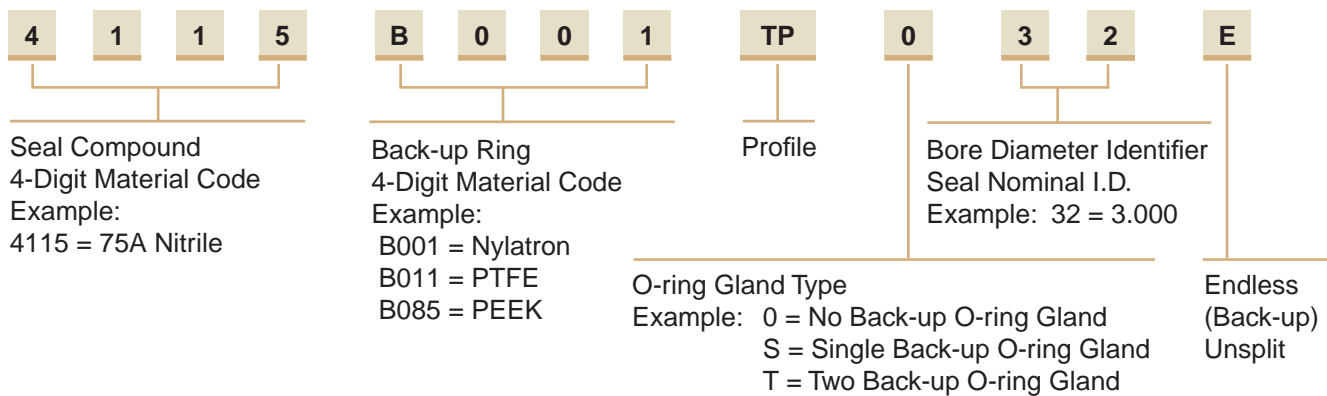 4 1 1 5 B 0 0 1 TP 0 3 2 E
Seal Compound
4-Digit Material Code
Example:
4115 = 75A Nitrile
Back-up Ring
4-Digit Material Code
Example:
B001 = Nylatron
B011 = PTFE
B085 = PEEK
Profile
Bore Diameter Identifier
Seal Nominal I.D.
Example: 32 = 3.000
O-ring Gland Type
Example: 0 = No Back-up O-ring Gland
S = Single Back-up O-ring Gland
T = Two Back-up O-ring Gland
Endless
(Back-up)
Unsplit